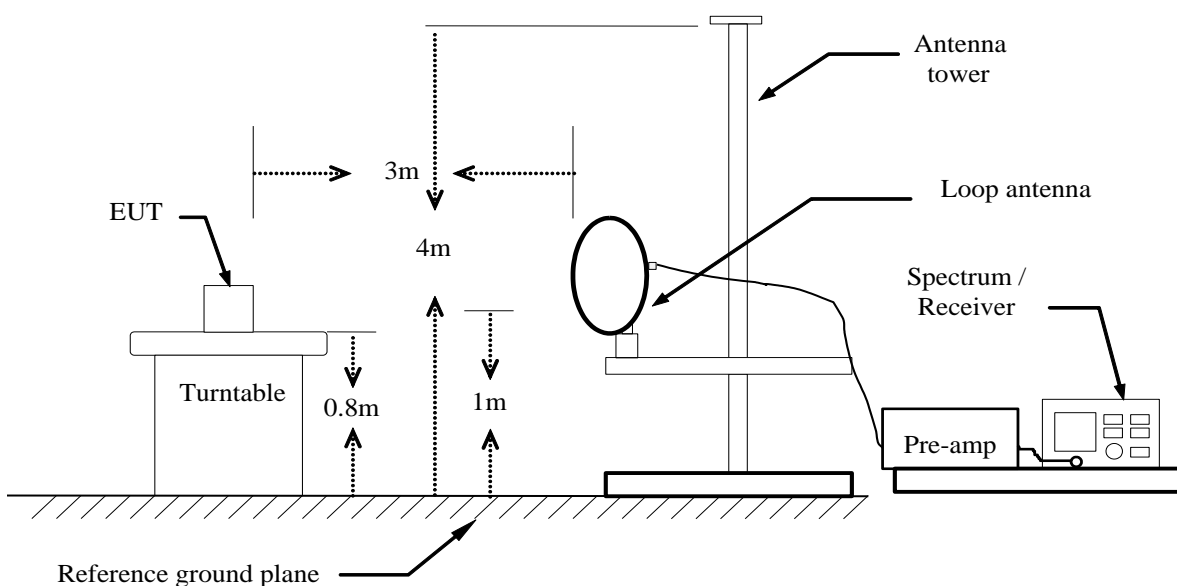 Antenna
tower
3m
Loop antenna
EUT
4m
Spectrum /
Receiver
Turntable
0.8m
1m
Pre-amp
Reference ground plane